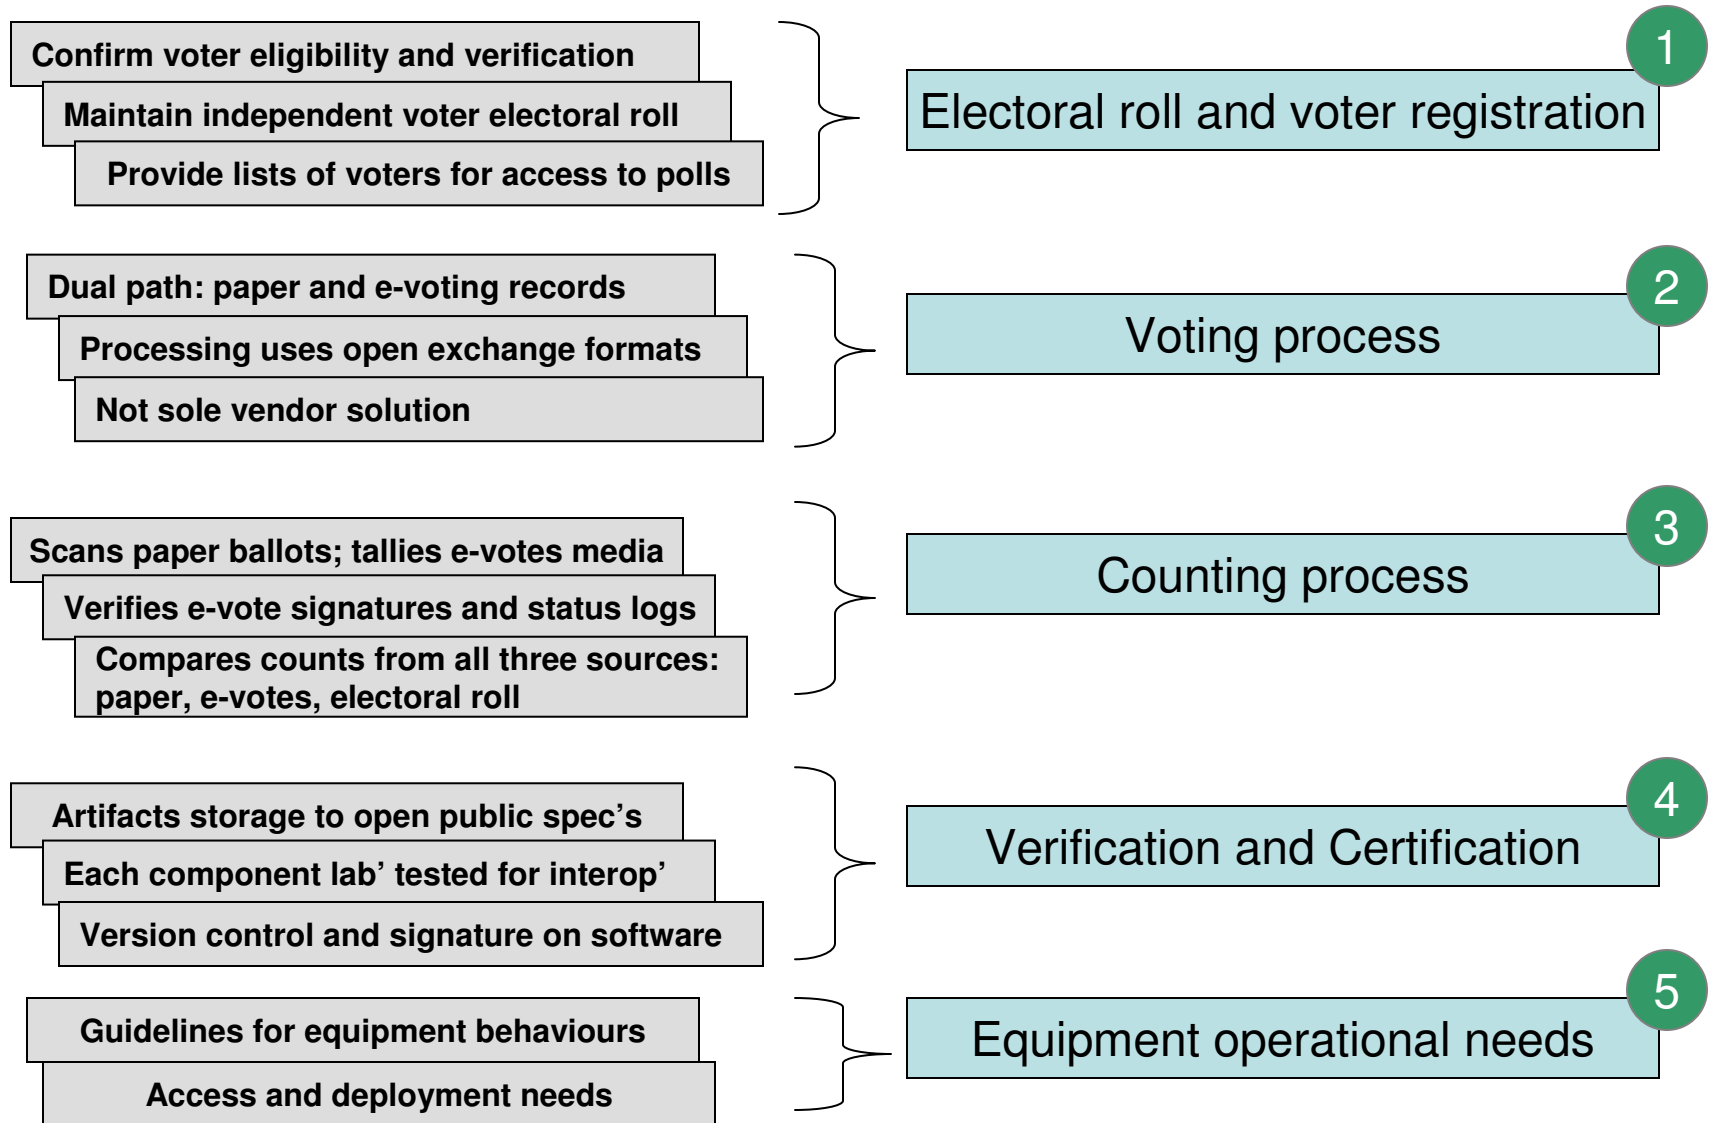 Confirm voter eligibility and verification
Maintain independent voter electoral roll
Provide lists of voters for access to polls
1
Electoral roll and voter registration
Dual path: paper and e-voting records
Processing uses open exchange formats
Not sole vendor solution
2
Voting process
Scans paper ballots; tallies e-votes media
Verifies e-vote signatures and status logs
Compares counts from all three sources:
paper, e-votes, electoral roll
3
Counting process
Artifacts storage to open public spec’s
Each component lab’ tested for interop’
Version control and signature on software
4
Verification and Certification
Guidelines for equipment behaviours
Access and deployment needs
5
Equipment operational needs